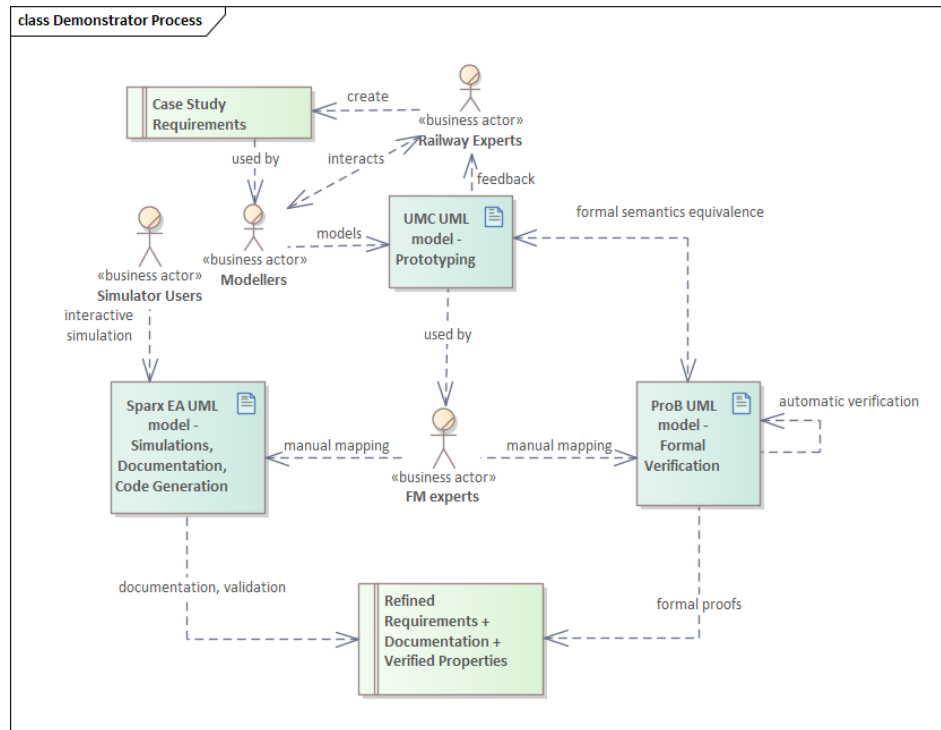 class Demonstrator Process
Case Study
Requirements
create
«business actor»
Railway Experts
used by
interacts
feedback
«business actor»
Simulator Users
«business actor»
Modellers
models
UMC UML
model -
Prototyping
formal semantics equivalence
interactive
simulation
used by
Sparx EA UML
model -
Simulations,
Documentation,
Code Generation
manual mapping
«business actor»
FM experts
manual mapping
ProB UML
model -
Formal
Verification
automatic verification
documentation, validation
formal proofs
Refined
Requirements +
Documentation +
Verified Properties